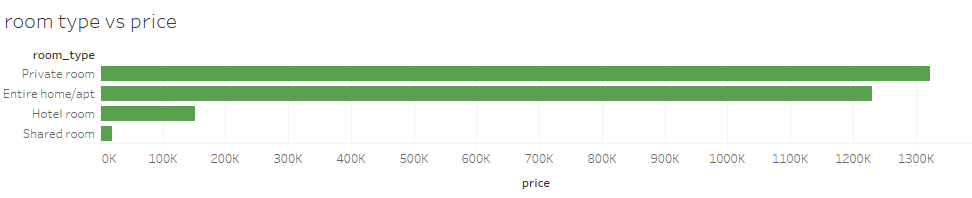 room type vs price
room_type
Private room
Entire home/apt
Hotel room
Shared room
0K 100K 200K 300K 400K 500K 600K 700K 800K 900K 1000K 1100K 1200K 1300K
price